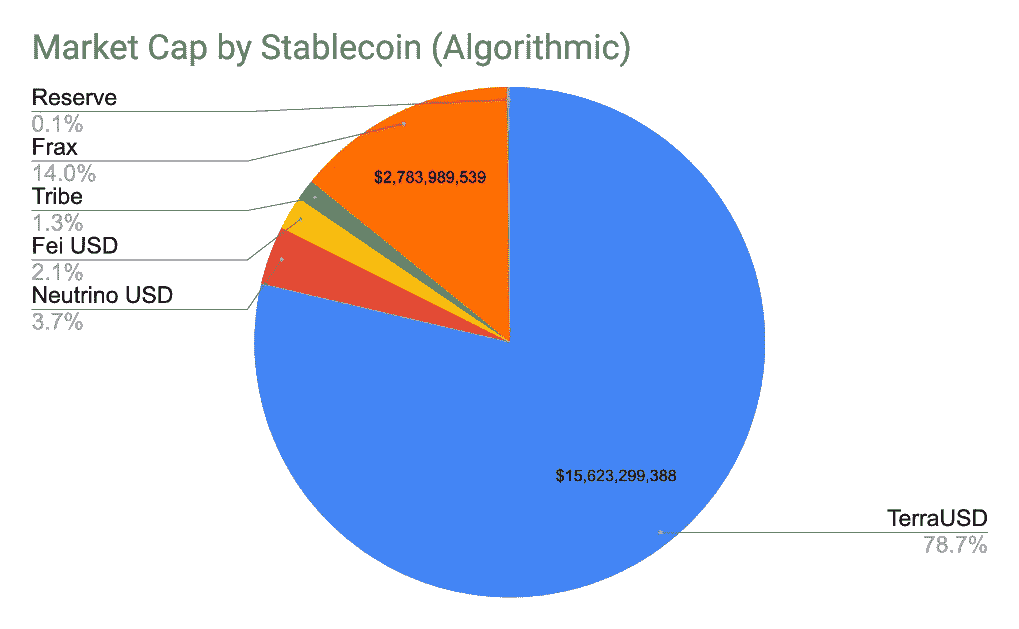 Market Cap by Stablecoin (Algorithmic)
Reserve
0.1%
Frax
14.0%
Tribe
1.3%
Fei USD
2.1%
Neutrino USD
3.7%
$2,783,989,539
$15,623,299,388
TerraUSD
78.7%